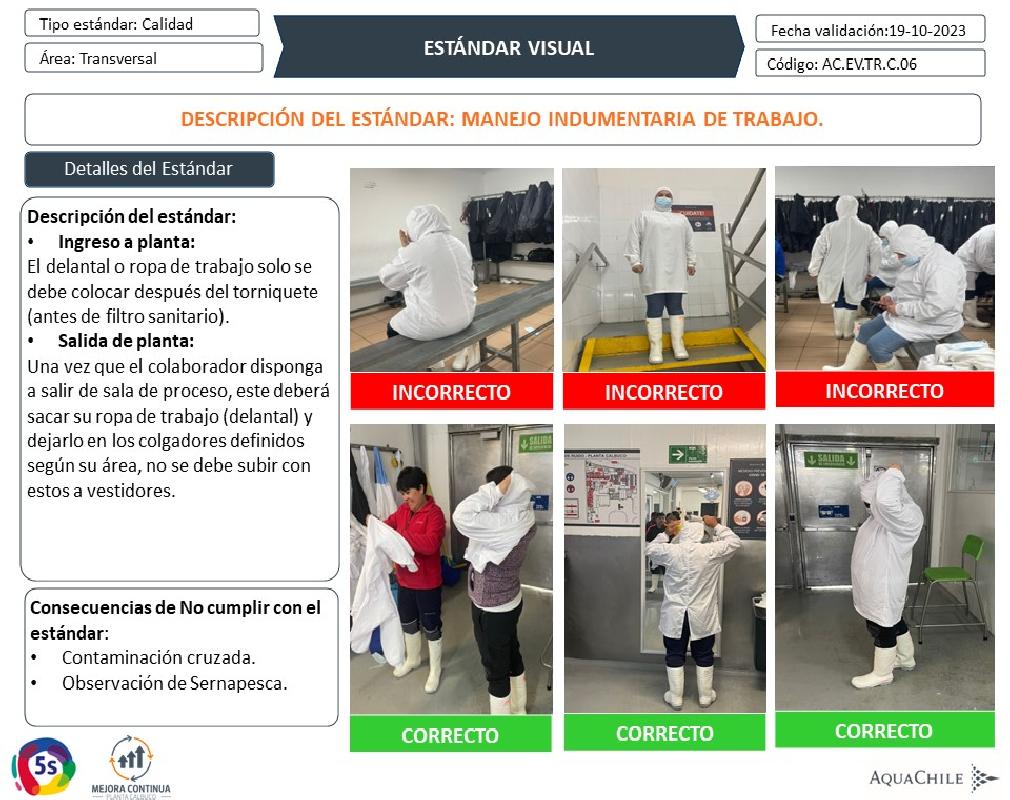 Tipo estándar: Calidad
Área: Transversal
ESTÁNDAR VISUAL
Fecha validación:19-10-2023
Código: AC.EV.TR.C.06
DESCRIPCIÓN DEL ESTÁNDAR: MANEJO INDUMENTARIA DE TRABAJO.
Detalles del Estándar
Descripción del estándar:
• Ingreso a planta:
El delantal o ropa de trabajo solo se
debe colocar después del torniquete
(antes de filtro sanitario).
• Salida de planta:
Una vez que el colaborador disponga
a salir de sala de proceso, este deberá
sacar su ropa de trabajo (delantal) y
dejarlo en los colgadores definidos
según su área, no se debe subir con
estos a vestidores.
Consecuencias de No cumplir con el
estándar:
• Contaminación cruzada.
• Observación de Sernapesca.
INCORRECTO
INCORRECTO
INCORRECTO
SALIDA
SALIDA
CORRECTO
CORRECTO
CORRECTO
5s
MEJORA CONTINUA
PLANTA CALBUCO
AQUACHILE